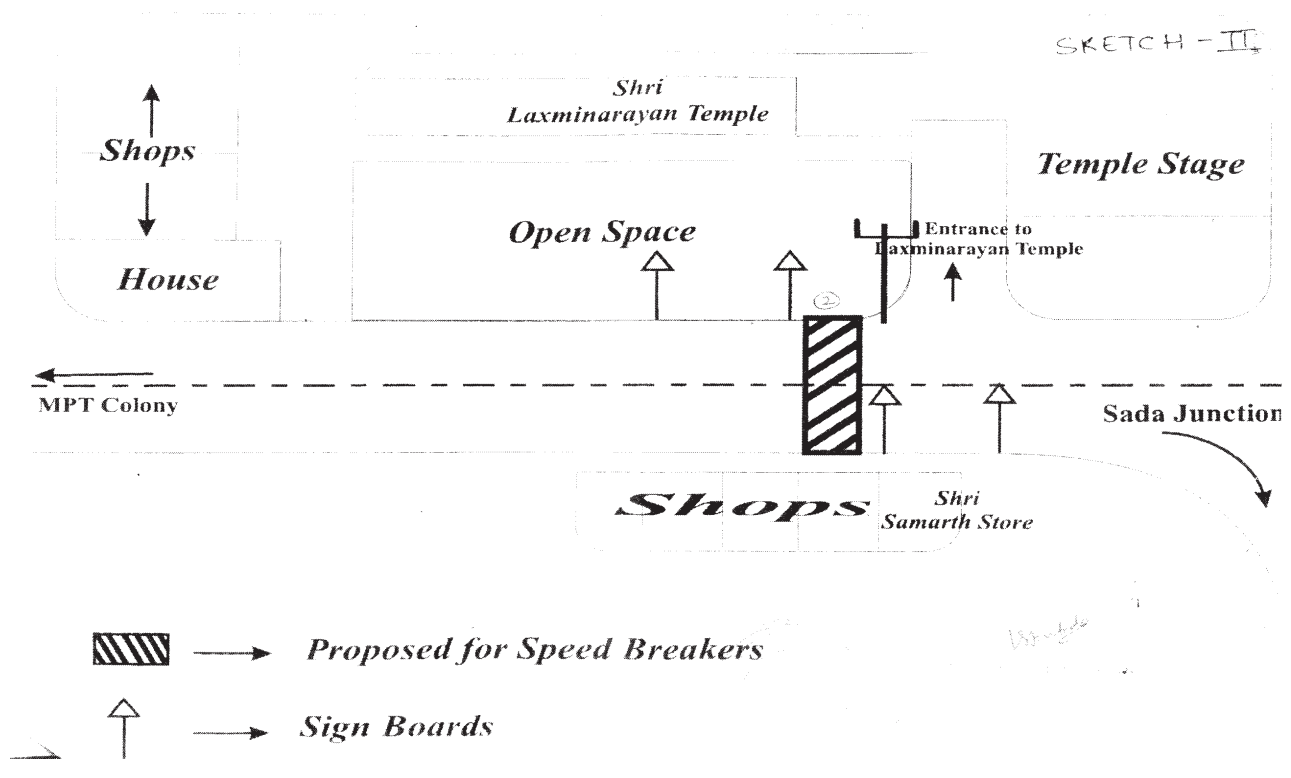 SKETCH - II
Shri
Laxminarayan Temple
Shops
Temple Stage
Open Space
Entrance to
Laxminarayan Temple
House
2
MPT Colony
Sada Junction
Shops
Shri
Samarth Store
Proposed for Speed Breakers
Sign Boards